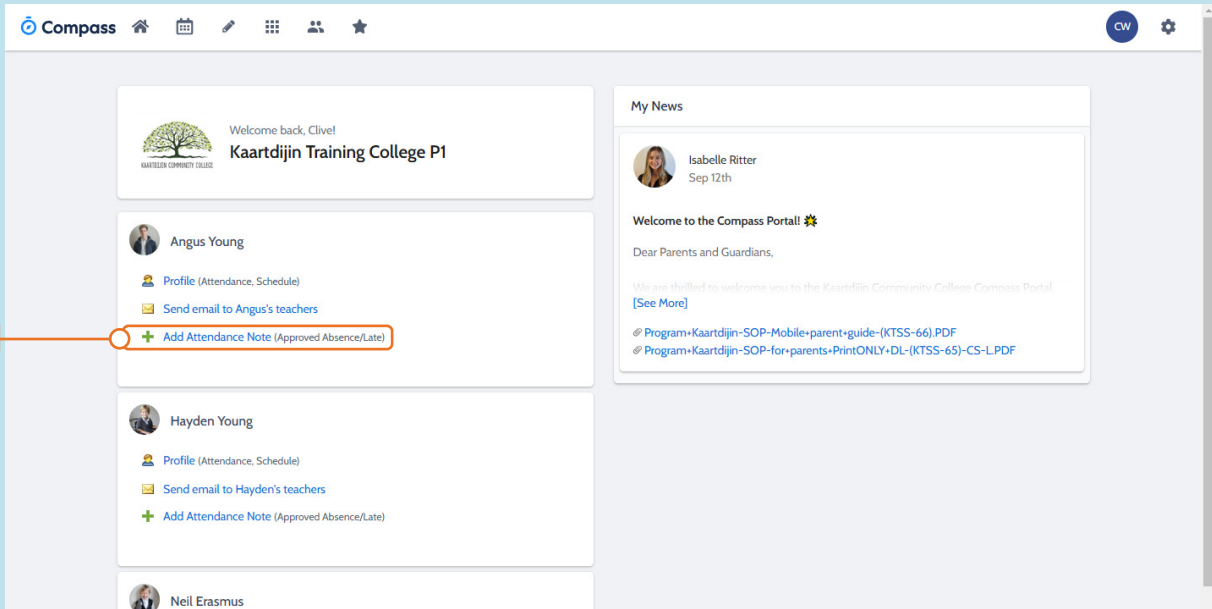 Compass
CW
Welcome back, Clive!
Kaartdijin Training College P1
KAARTDIJIN COMMUNITY COLLEGE
Angus Young
Profile (Attendance, Schedule)
Send email to Angus's teachers
Add Attendance Note (Approved Absence/Late)
Hayden Young
Profile (Attendance, Schedule)
Send email to Hayden's teachers
Add Attendance Note (Approved Absence/Late)
Neil Erasmus
My News
Isabelle Ritter
Sep 12th
Welcome to the Compass Portal!
Dear Parents and Guardians,
We are thrilled to welcome you to the Kaartdijin Community College Compass Portal.
[See More]
Program+Kaartdijin-SOP-Mobile+parent+guide-(KTSS-66).PDF
Program+Kaartdijin-SOP-for+parents+PrintONLY+DL-(KTSS-65)-CS-L.PDF